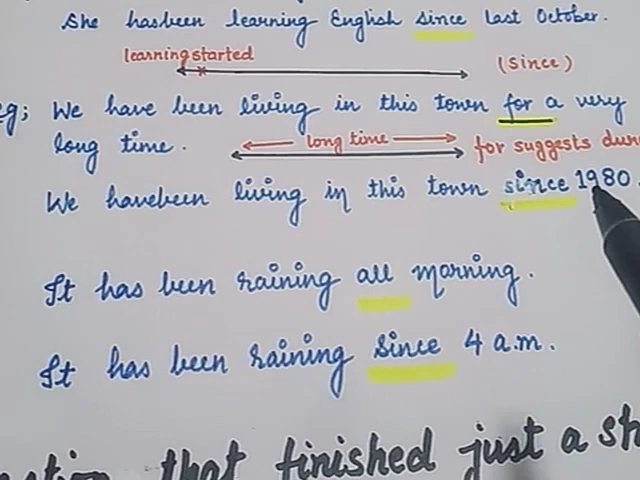 She hasbeen learning English since last October.
learning started (since)
eg; We have been living in this town for a very
long time. long time for suggests
We havebeen living in this town since 1980.
It has been raining all morning.
It has been raining since 4 a.m.
that finished just a